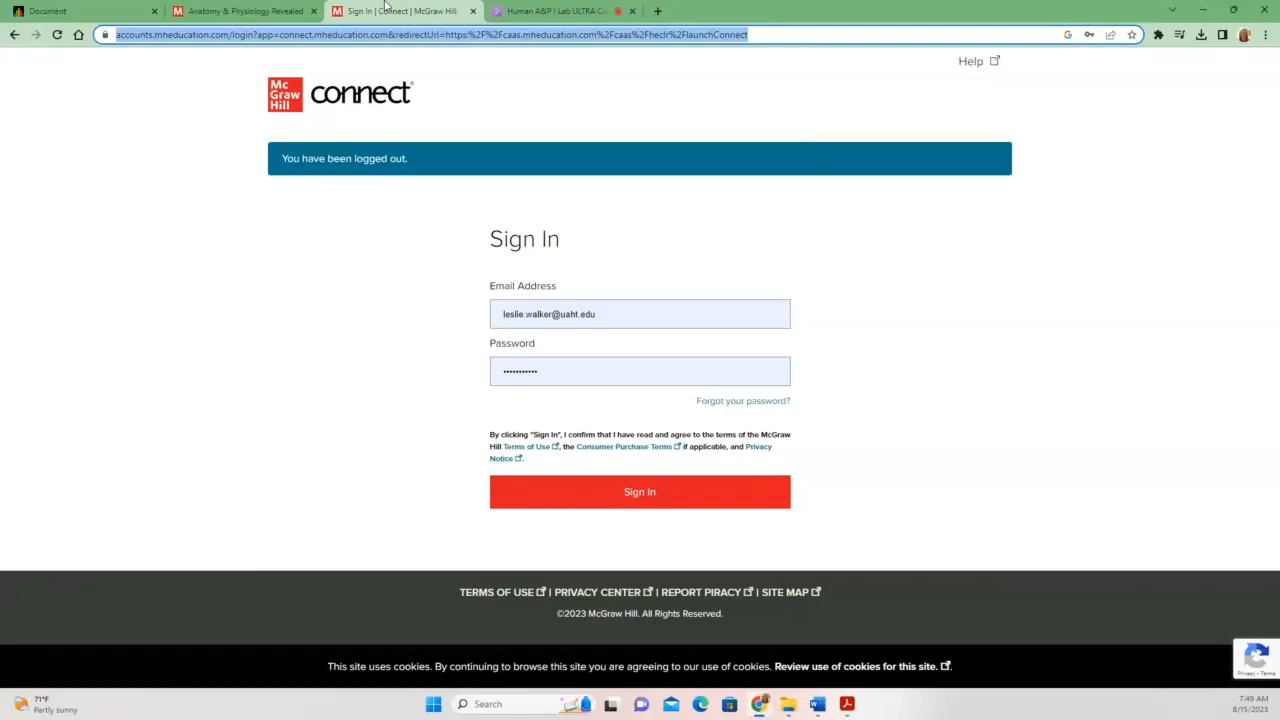 Document
Anatomy & Physiology Revealed
Sign In | Connect | McGraw Hill
Human A&P I Lab:ULTRA Co
accounts.mheducation.com/login?app=connect.mheducation.com&redirectUrl=https:%2F%2Fcaas.mheducation.com%2Fcaas%2Fheclr%2FlaunchConnect
Help
Mc
Graw
Hill
connect
You have been logged out.
Sign In
Email Address
leslie.walker@uaht.edu
Password
•••••••••••
Forgot your password?
By clicking "Sign In", I confirm that I have read and agree to the terms of the McGraw
Hill Terms of Use, the Consumer Purchase Terms if applicable, and Privacy
Notice.
Sign In
TERMS OF USE | PRIVACY CENTER | REPORT PIRACY | SITE MAP
©2023 McGraw Hill. All Rights Reserved.
This site uses cookies. By continuing to browse this site you are agreeing to our use of cookies. Review use of cookies for this site.
Privacy - Terms
71°F
Partly sunny
Search
7:49 AM
8/15/2023